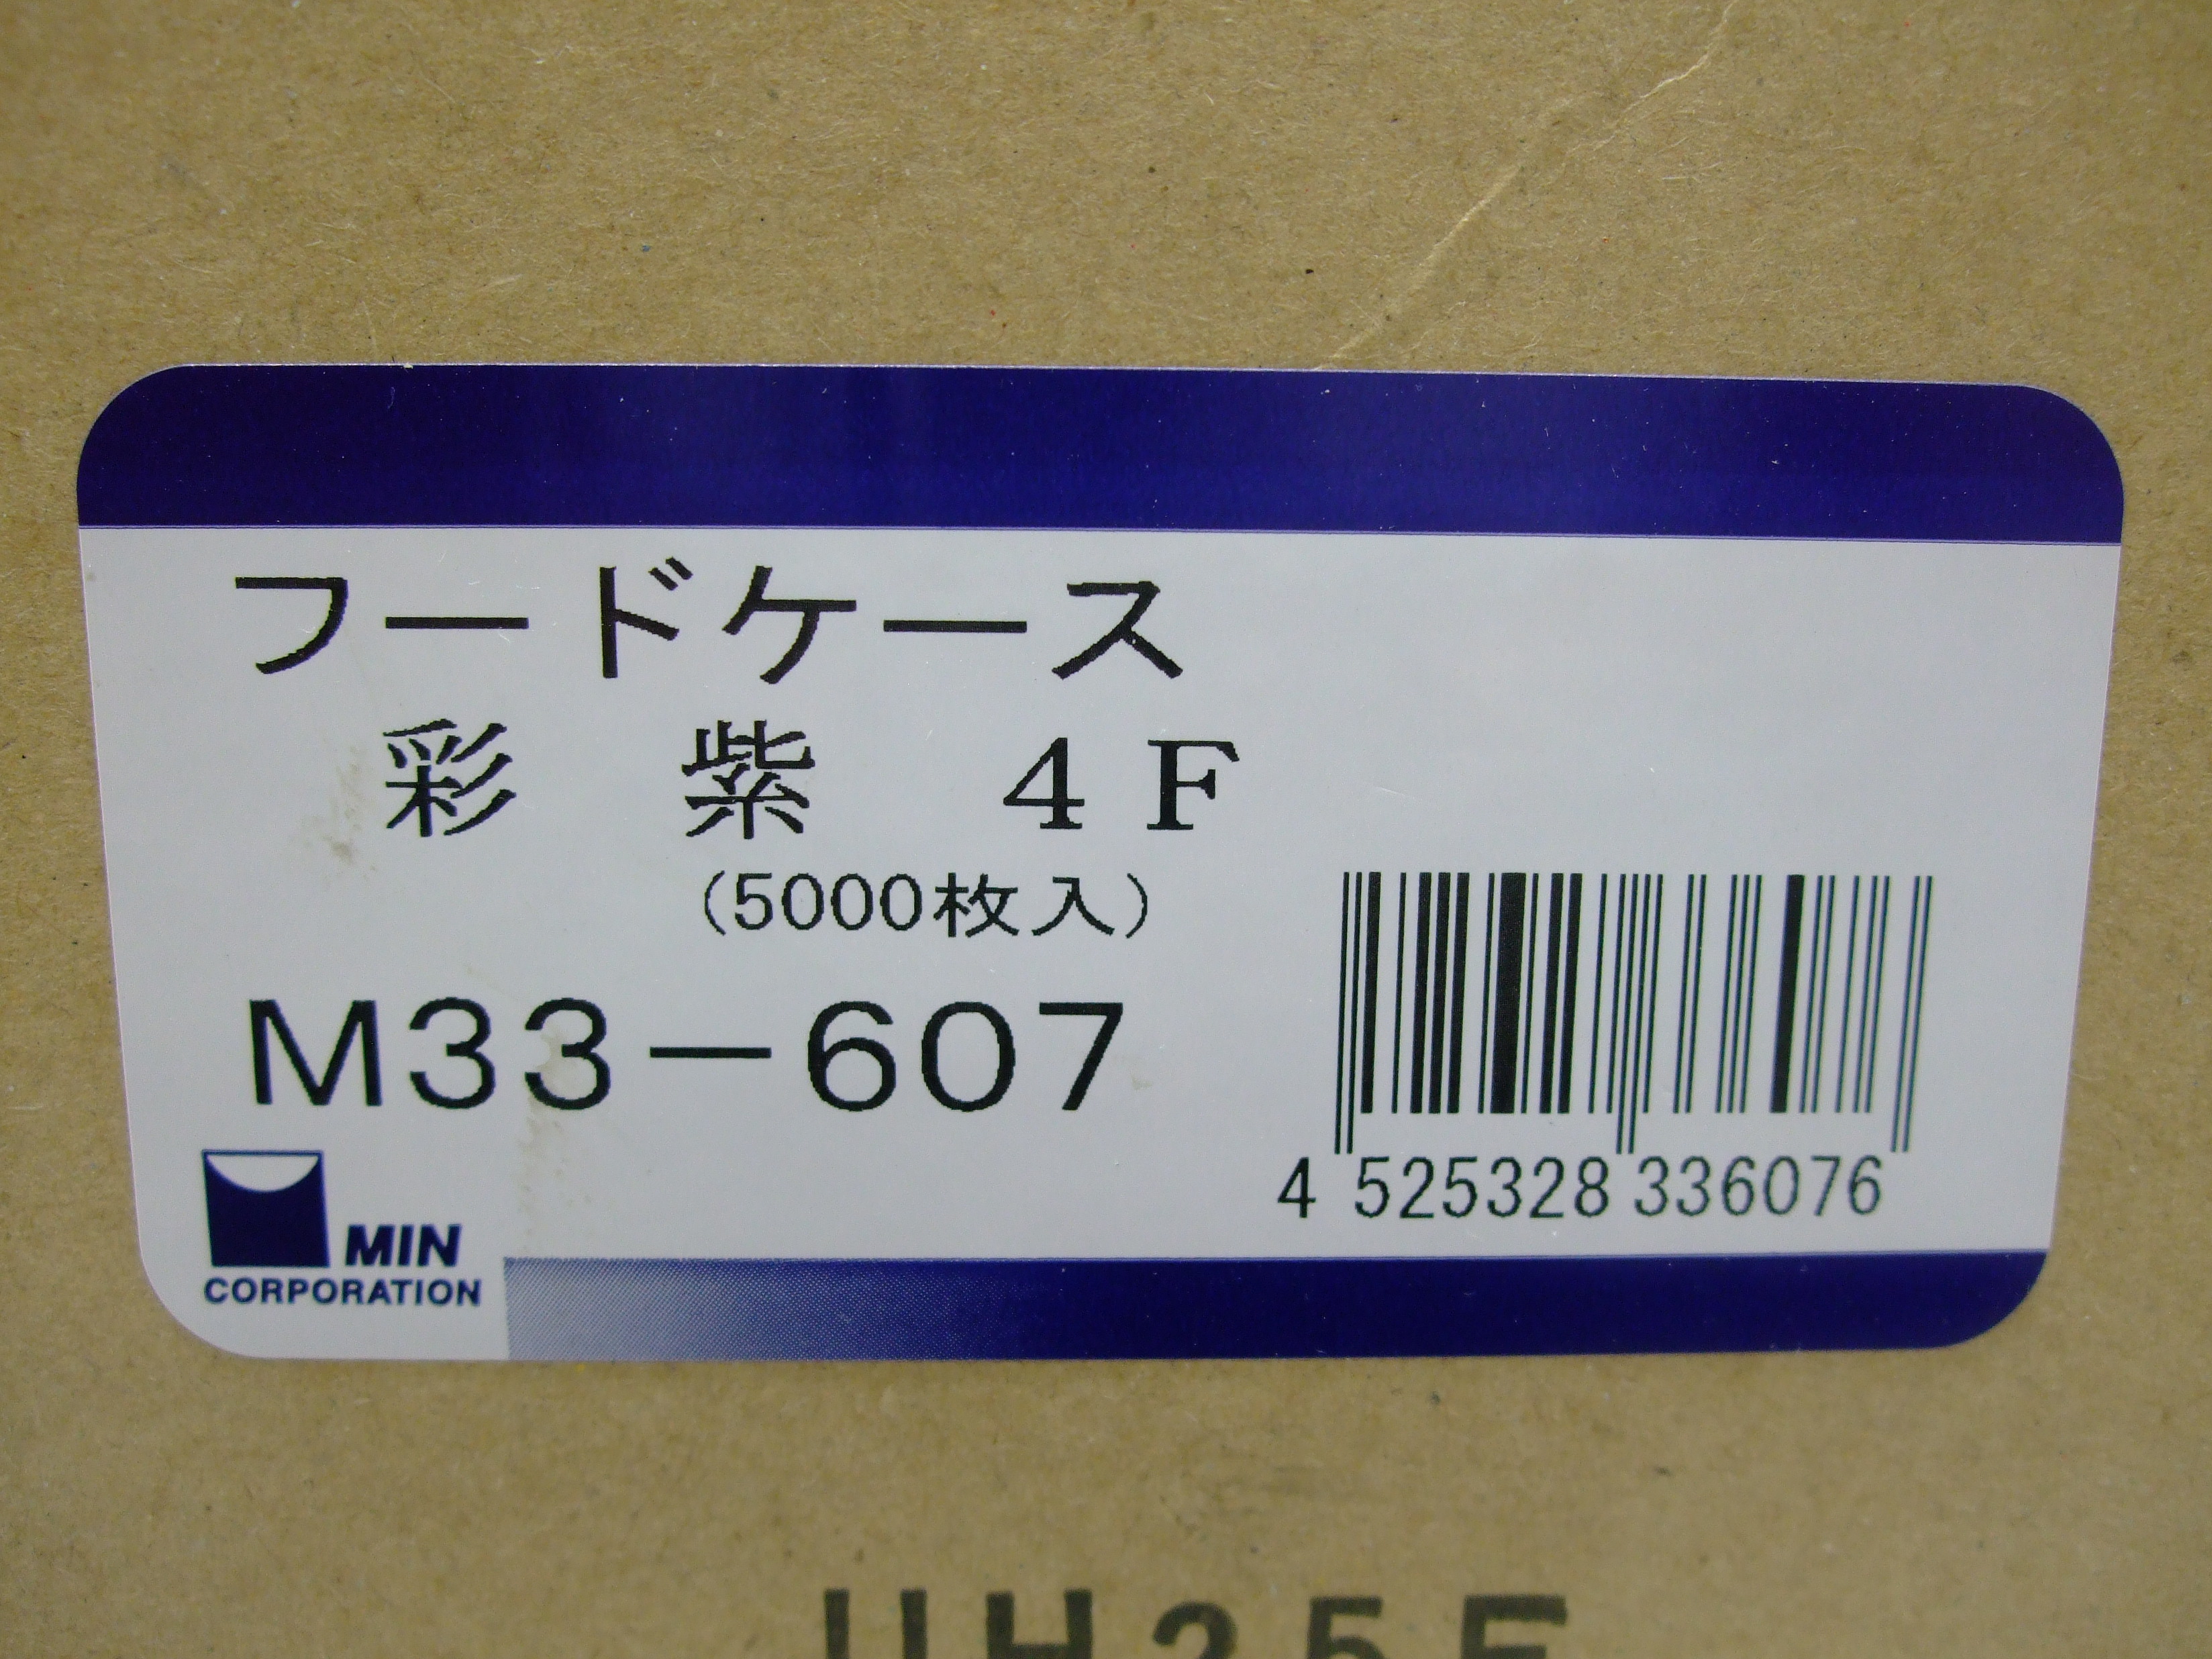 フードケース
彩　紫　４F
(5000枚入)
M33－607
4 525328 336076
MIN
CORPORATION